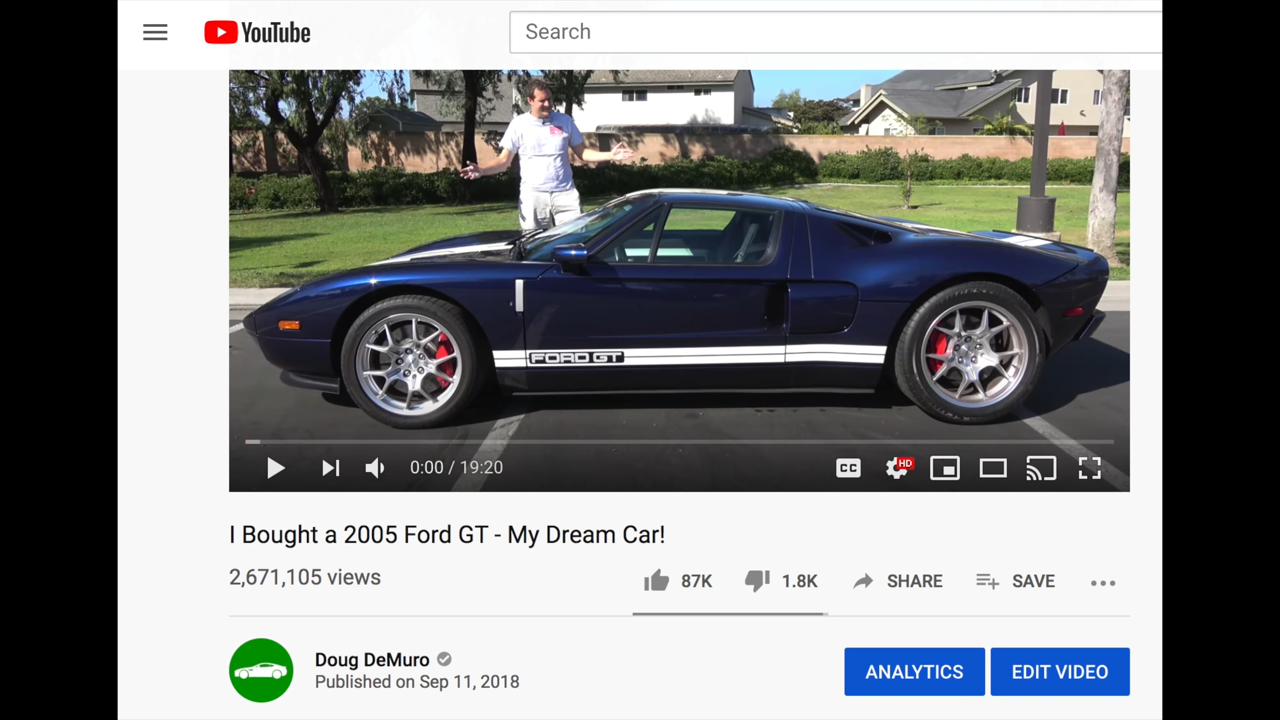 YouTube
Search
FORD GT
0:00 / 19:20
CC
HD
I Bought a 2005 Ford GT - My Dream Car!
2,671,105 views
87K
1.8K
SHARE
SAVE
Doug DeMuro
Published on Sep 11, 2018
ANALYTICS
EDIT VIDEO